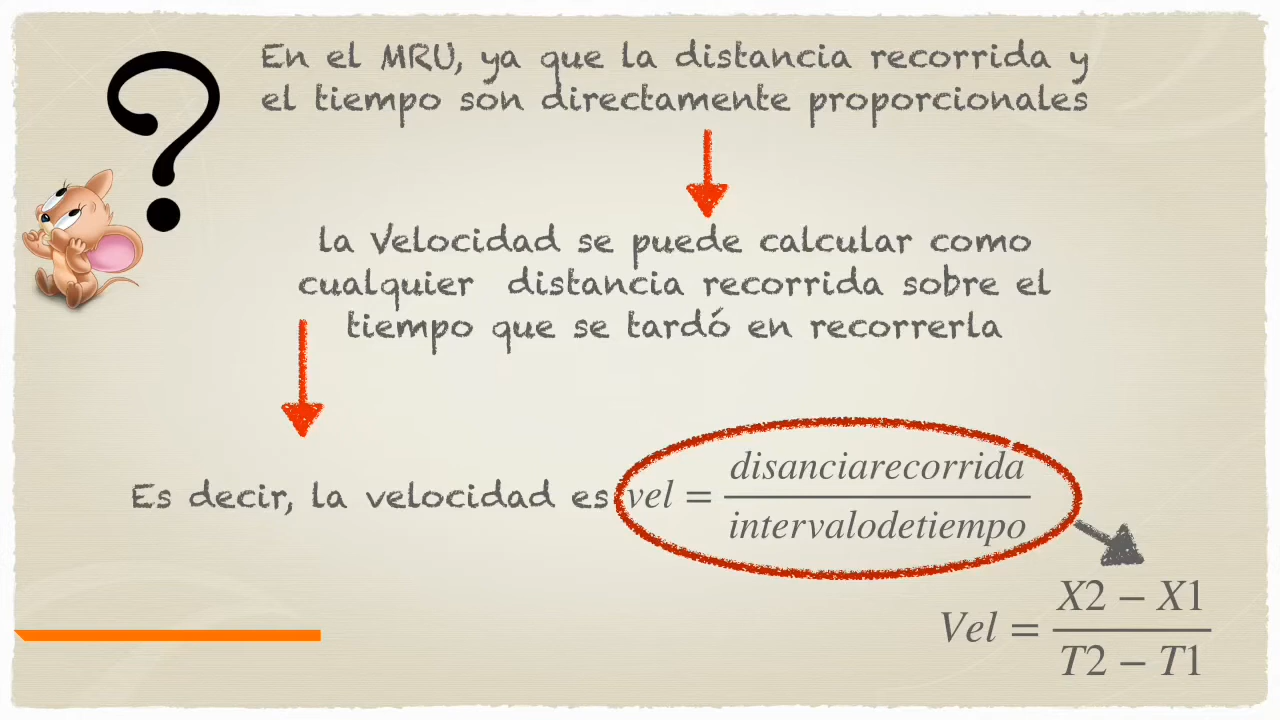 ?
En el MRU, ya que la distancia recorrida y
el tiempo son directamente proporcionales
la Velocidad se puede calcular como
cualquier distancia recorrida sobre el
tiempo que se tardó en recorrerla
Es decir, la velocidad es vel = disanciarecorrida / intervalodetiempo
Vel = X2 − X1 / T2 − T1